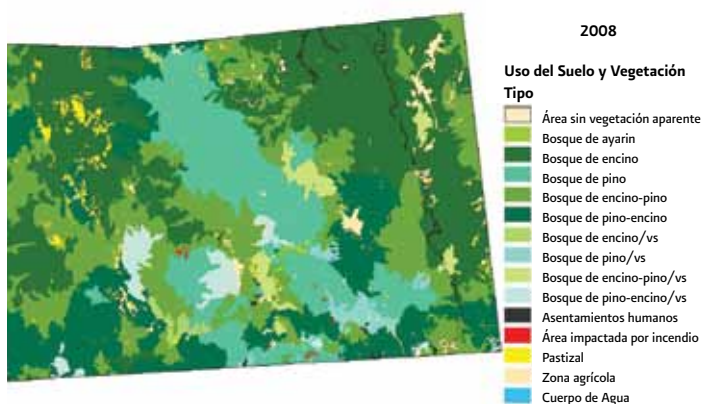 2008
Uso del Suelo y Vegetación
Tipo
Área sin vegetación aparente
Bosque de ayarin
Bosque de encino
Bosque de pino
Bosque de encino-pino
Bosque de pino-encino
Bosque de encino/vs
Bosque de pino/vs
Bosque de encino-pino/vs
Bosque de pino-encino/vs
Asentamientos humanos
Área impactada por incendio
Pastizal
Zona agrícola
Cuerpo de Agua